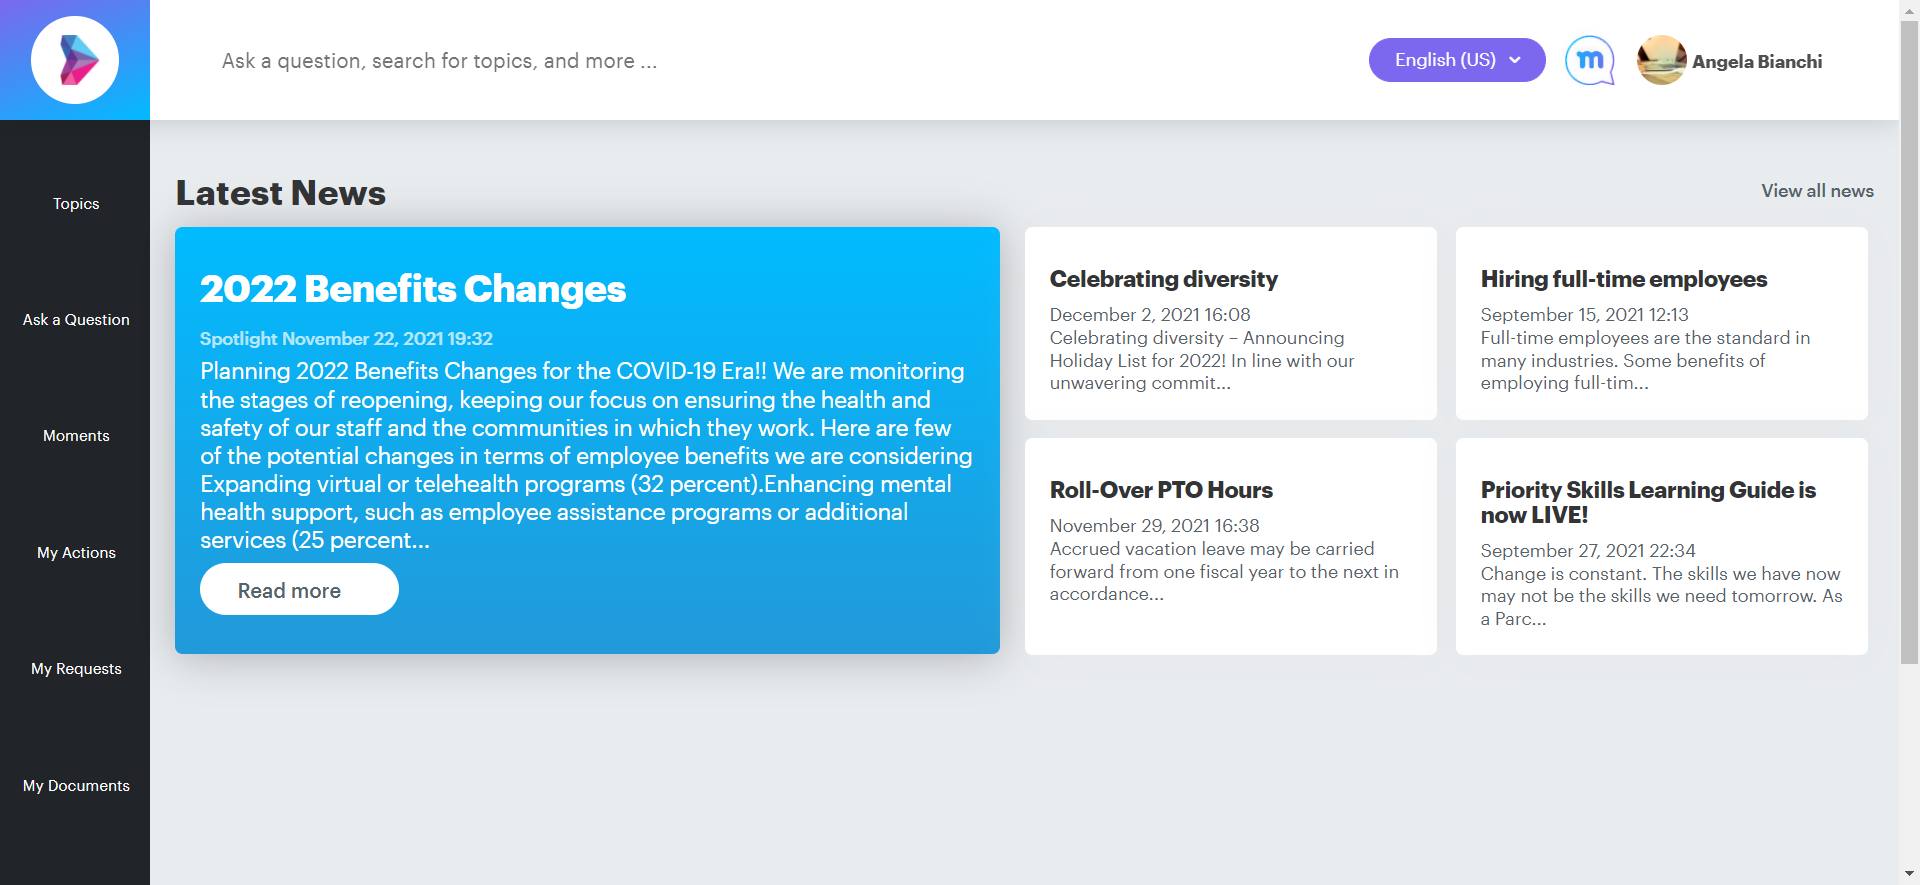 Ask a question, search for topics, and more ...
English (US)
m
Angela Bianchi
Topics
Ask a Question
Moments
My Actions
My Requests
My Documents
Latest News
View all news
2022 Benefits Changes
Spotlight November 22, 2021 19:32
Planning 2022 Benefits Changes for the COVID-19 Era!! We are monitoring
the stages of reopening, keeping our focus on ensuring the health and
safety of our staff and the communities in which they work. Here are few
of the potential changes in terms of employee benefits we are considering
Expanding virtual or telehealth programs (32 percent).Enhancing mental
health support, such as employee assistance programs or additional
services (25 percent...
Read more
Celebrating diversity
December 2, 2021 16:08
Celebrating diversity – Announcing
Holiday List for 2022! In line with our
unwavering commit...
Hiring full-time employees
September 15, 2021 12:13
Full-time employees are the standard in
many industries. Some benefits of
employing full-tim...
Roll-Over PTO Hours
November 29, 2021 16:38
Accrued vacation leave may be carried
forward from one fiscal year to the next in
accordance...
Priority Skills Learning Guide is
now LIVE!
September 27, 2021 22:34
Change is constant. The skills we have now
may not be the skills we need tomorrow. As
a Parc...